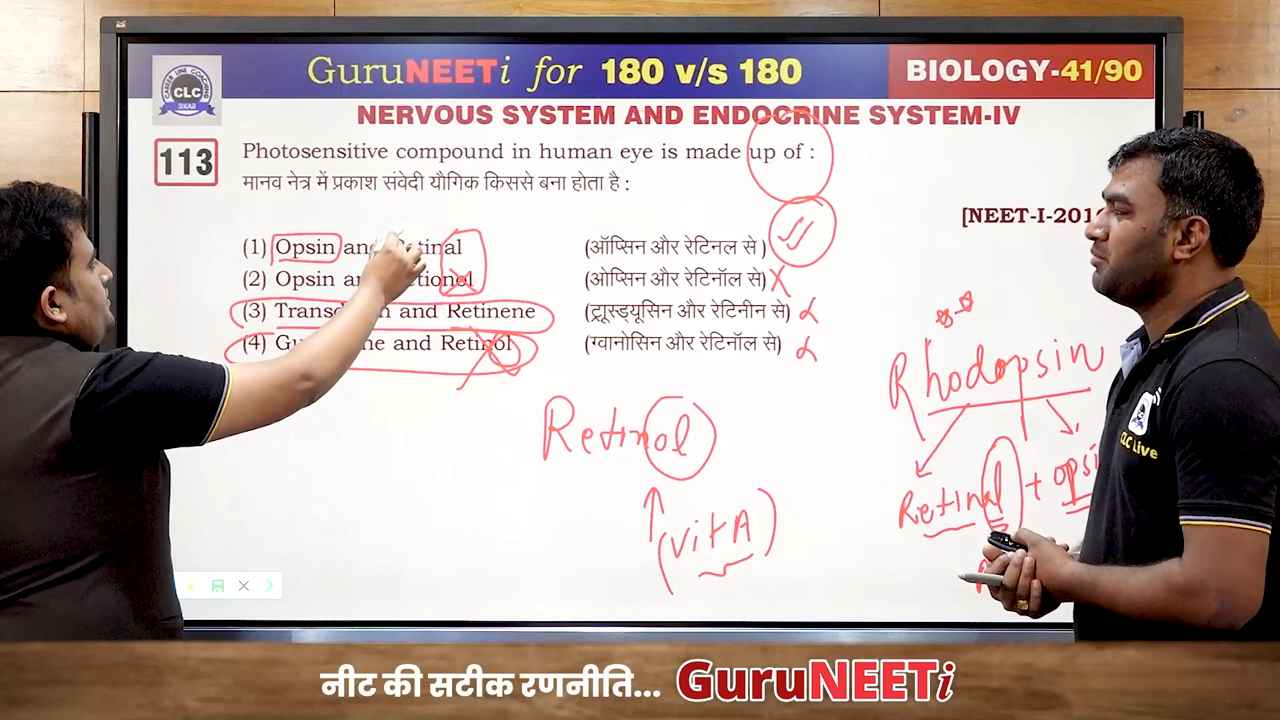 GuruNEETi for 180 v/s 180
BIOLOGY-41/90
CLC
SIKAR
NERVOUS SYSTEM AND ENDOCRINE SYSTEM-IV
113
Photosensitive compound in human eye is made up of :
मानव नेत्र में प्रकाश संवेदी यौगिक किससे बना होता है :
[NEET-I-201
(1) Opsin and Retinal (ऑप्सिन और रेटिनल से )
(2) Opsin (ओप्सिन और रेटिनॉल से)
(3) and Retinene (ट्राूस्ड्यूसिन और रेटिनीन से)
(4) and Retinol (ग्वानोसिन और रेटिनॉल से)
Rhodopsin
Retinol
Retinal + opsi
(vit A)
CLC Live
नीट की सटीक रणनीति... GuruNEETi